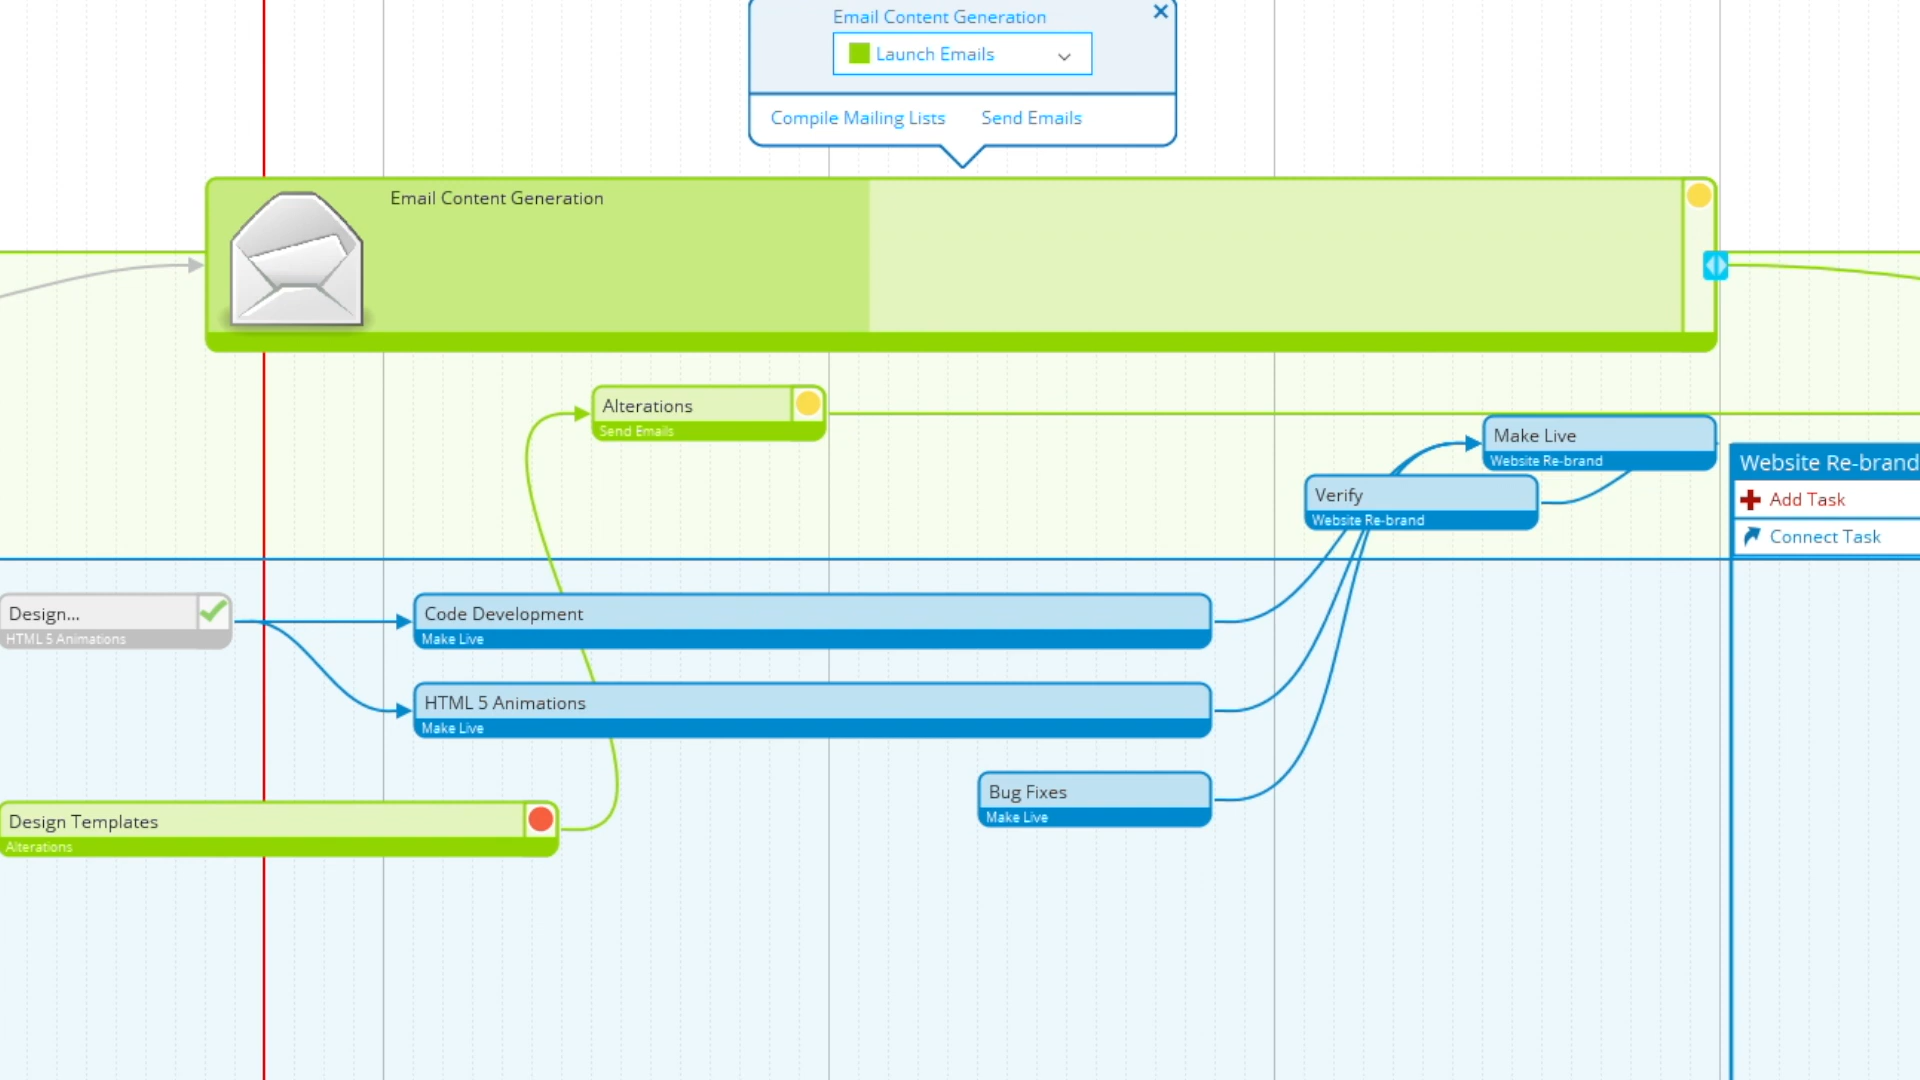 Email Content Generation
Launch Emails
Compile Mailing Lists
Send Emails
Email Content Generation
Alterations
Send Emails
Make Live
Website Re-brand
Website Re-brand
Add Task
Connect Task
Verify
Website Re-brand
Design...
HTML 5 Animations
Code Development
Make Live
HTML 5 Animations
Make Live
Bug Fixes
Make Live
Design Templates
Alterations